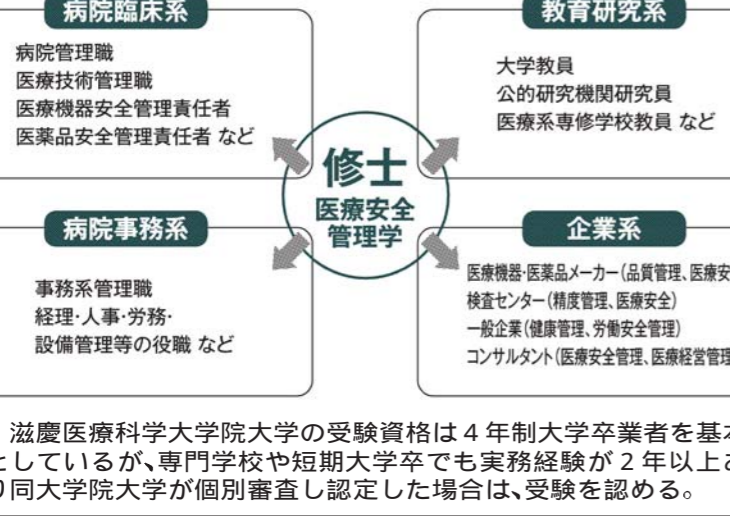 病院臨床系
病院管理職
医療技術管理職
医療機器安全管理責任者
医薬品安全管理責任者 など
教育研究系
大学教員
公的研究機関研究員
医療系専修学校教員 など
修士
医療安全
管理学
病院事務系
事務系管理職
経理・人事・労務・
設備管理等の役職 など
企業系
医療機器・医薬品メーカー(品質管理、医療安
検査センター(精度管理、医療安全)
一般企業(健康管理、労働安全管理)
コンサルタント(医療安全管理、医療経営管理
滋慶医療科学大学院大学の受験資格は4年制大学卒業者を基本
としているが、専門学校や短期大学卒でも実務経験が2年以上あ
り同大学院大学が個別審査し認定した場合は、受験を認める。